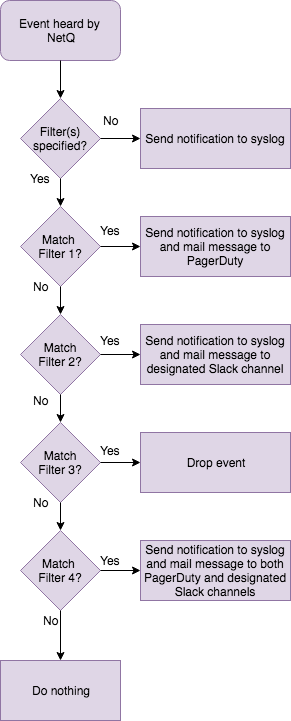 Event heard by
NetQ
No
Filter(s)
specified?
Send notification to syslog
Yes
Yes
Match
Filter 1?
Send notification to syslog
and mail message to
PagerDuty
No
Yes
Match
Filter 2?
Send notification to syslog
and mail message to
designated Slack channel
No
Yes
Match
Filter 3?
Drop event
No
Yes
Match
Filter 4?
Send notification to syslog
and mail message to both
PagerDuty and designated
Slack channels
No
Do nothing